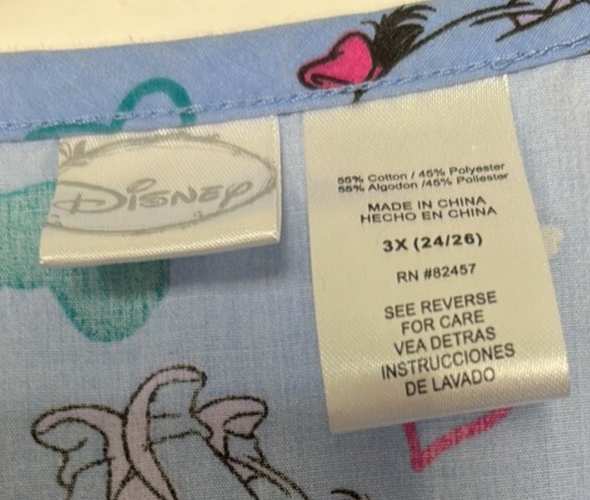 Disney
55% Cotton / 45% Polyester
55% Algodon /45% Poliester
MADE IN CHINA
HECHO EN CHINA
3X (24/26)
RN #82457
SEE REVERSE
FOR CARE
VEA DETRAS
INSTRUCCIONES
DE LAVADO